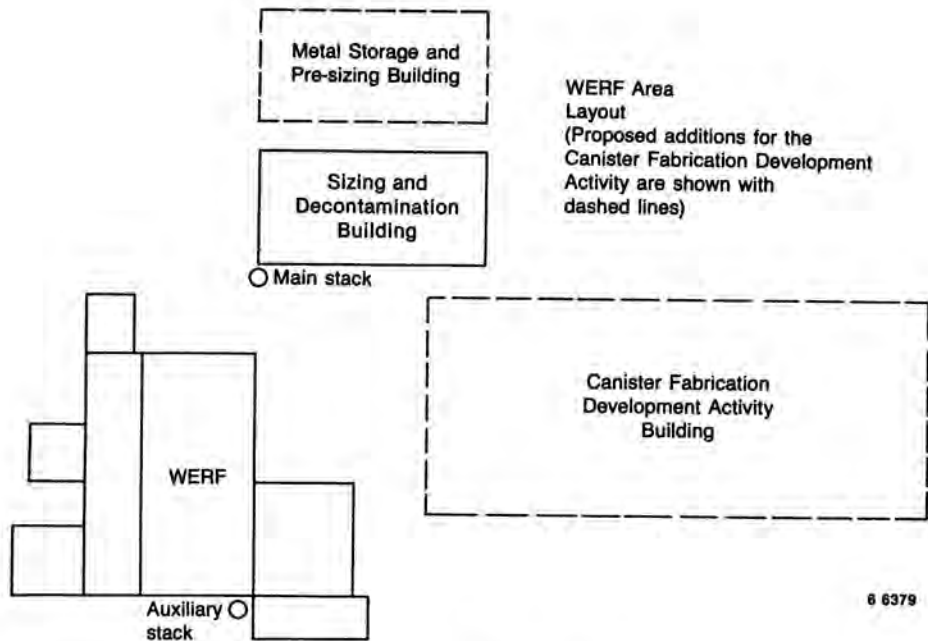 Metal Storage and
Pre-sizing Building
WERF Area
Layout
(Proposed additions for the
Canister Fabrication Development
Activity are shown with
dashed lines)
Sizing and
Decontamination
Building
Main stack
Canister Fabrication
Development Activity
Building
WERF
Auxiliary
stack
6 6379